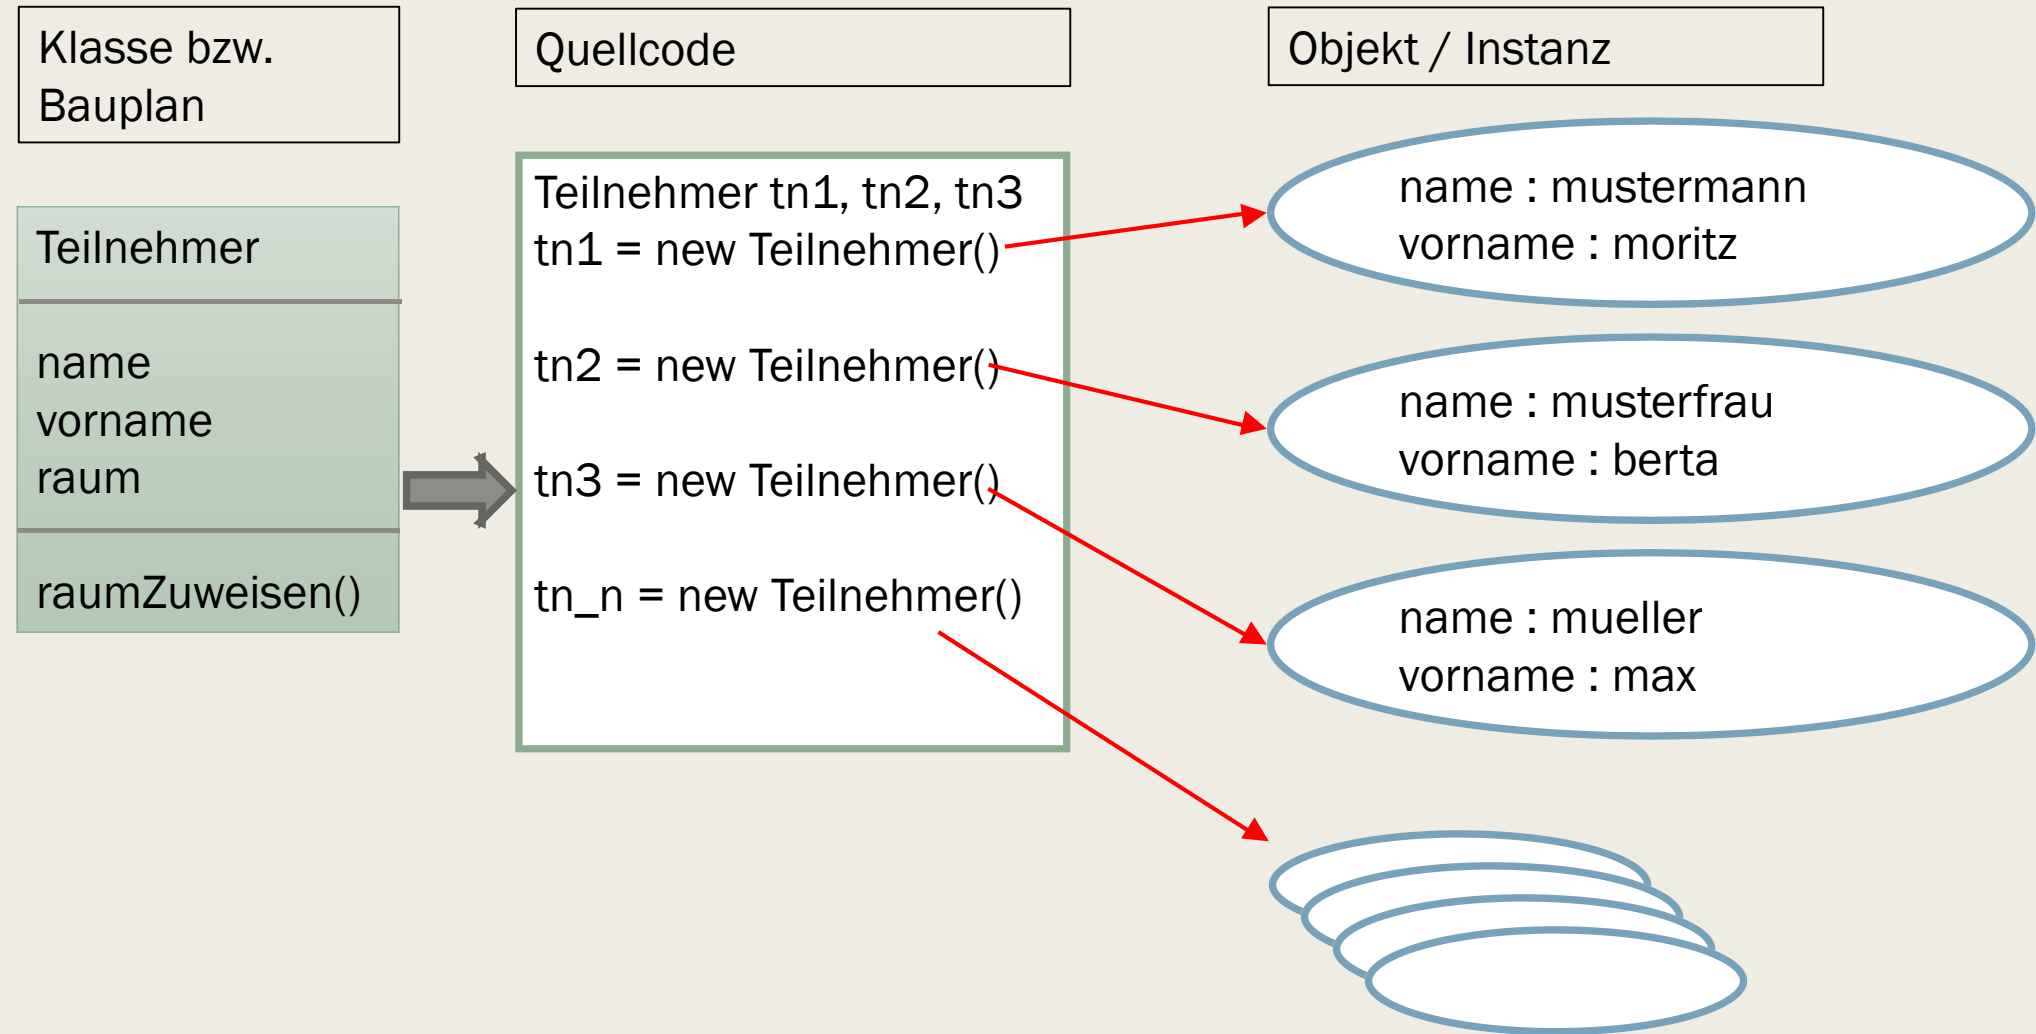 Klasse bzw.
Bauplan
Quellcode
Objekt / Instanz
Teilnehmer
name
vorname
raum
raumZuweisen()
Teilnehmer tn1, tn2, tn3
tn1 = new Teilnehmer()
tn2 = new Teilnehmer()
tn3 = new Teilnehmer()
tn_n = new Teilnehmer()
name : mustermann
vorname : moritz
name : musterfrau
vorname : berta
name : mueller
vorname : max